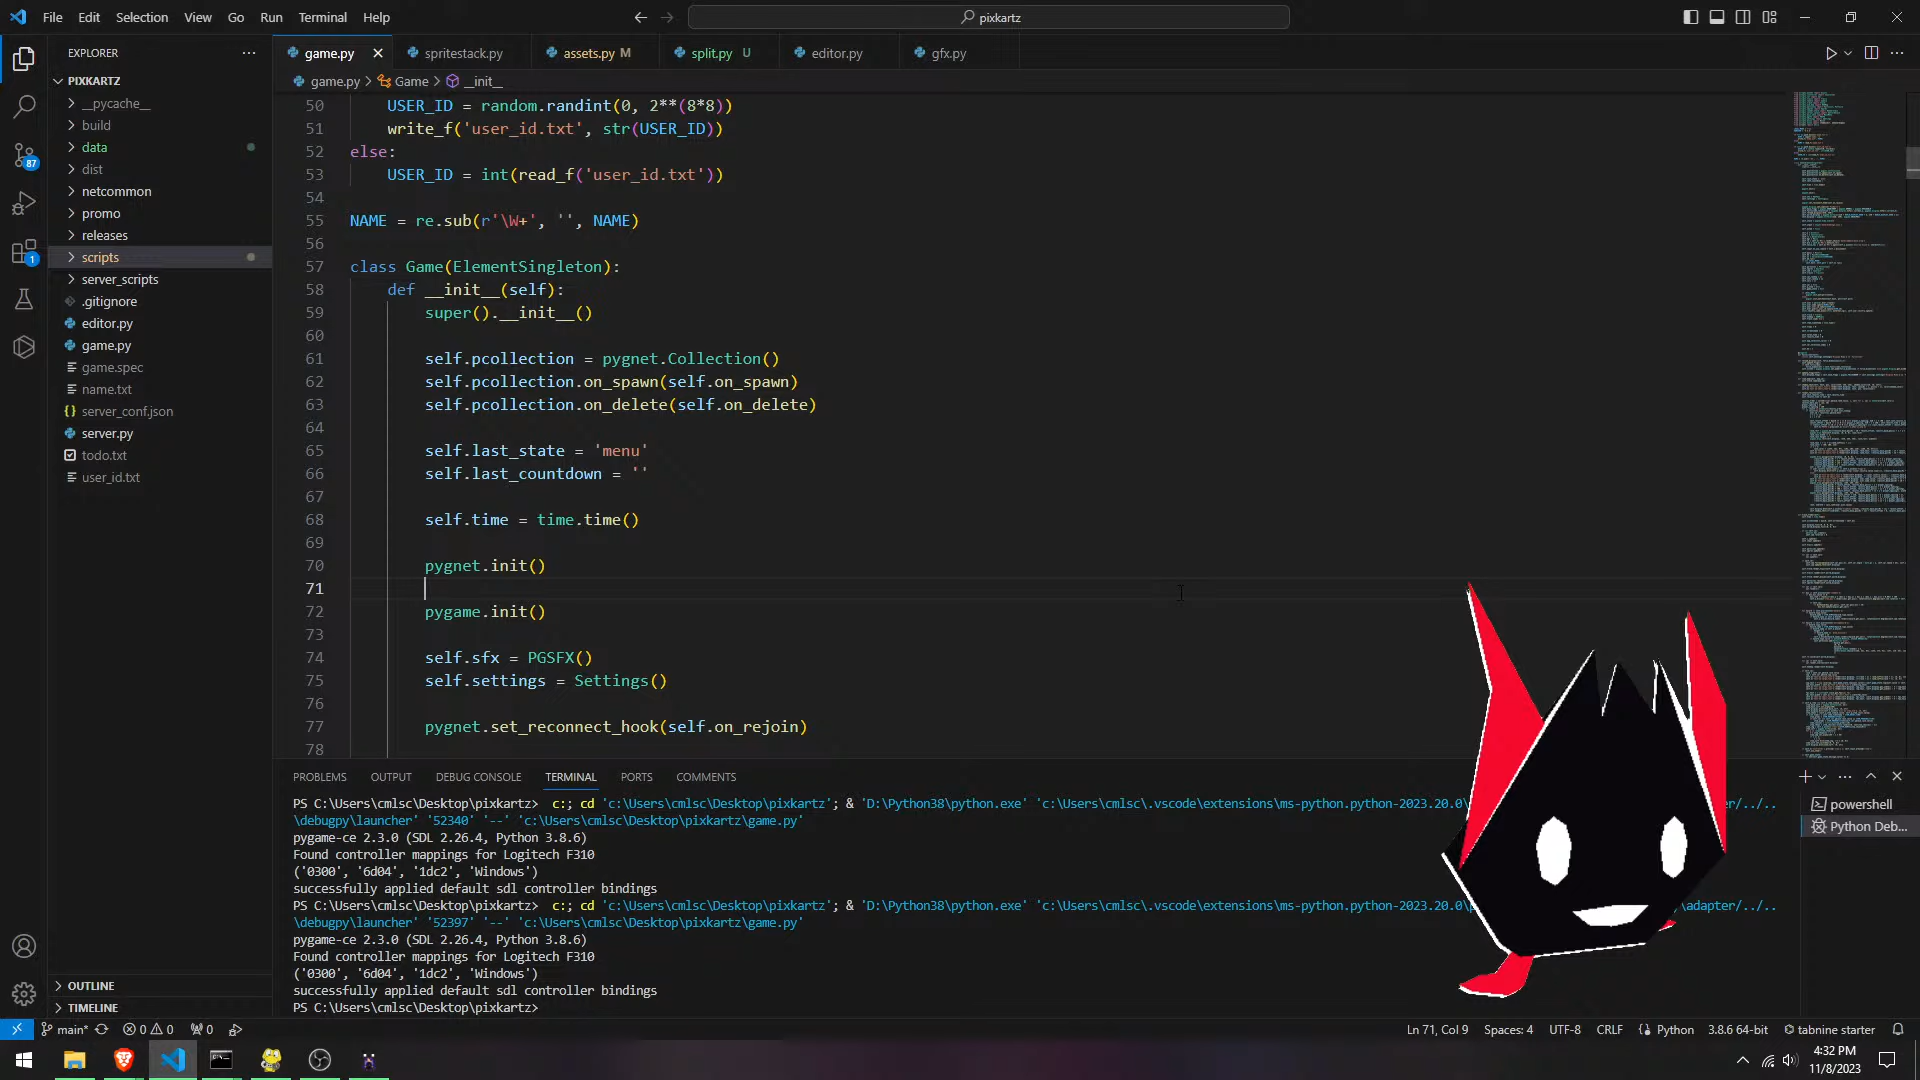 File Edit Selection View Go Run Terminal Help
pixkartz
EXPLORER
PIXKARTZ
__pycache__
build
data
dist
netcommon
promo
releases
scripts
server_scripts
.gitignore
editor.py
game.py
game.spec
name.txt
server_conf.json
server.py
todo.txt
user_id.txt
OUTLINE
TIMELINE
87
1
game.py spritestack.py assets.py M split.py U editor.py gfx.py
game.py > Game > __init__
50 USER_ID = random.randint(0, 2**(8*8))
51 write_f('user_id.txt', str(USER_ID))
52 else:
53 USER_ID = int(read_f('user_id.txt'))
54
55 NAME = re.sub(r'\W+', '', NAME)
56
57 class Game(ElementSingleton):
58 def __init__(self):
59 super().__init__()
60
61 self.pcollection = pygnet.Collection()
62 self.pcollection.on_spawn(self.on_spawn)
63 self.pcollection.on_delete(self.on_delete)
64
65 self.last_state = 'menu'
66 self.last_countdown = ''
67
68 self.time = time.time()
69
70 pygnet.init()
71
72 pygame.init()
73
74 self.sfx = PGSFX()
75 self.settings = Settings()
76
77 pygnet.set_reconnect_hook(self.on_rejoin)
78
PROBLEMS OUTPUT DEBUG CONSOLE TERMINAL PORTS COMMENTS
PS C:\Users\cmlsc\Desktop\pixkartz> c:; cd 'c:\Users\cmlsc\Desktop\pixkartz'; & 'D:\Python38\python.exe' 'c:\Users\cmlsc\.vscode\extensions\ms-python.python-2023.20.0\ er/../..
\debugpy\launcher' '52340' '--' 'c:\Users\cmlsc\Desktop\pixkartz\game.py'
pygame-ce 2.3.0 (SDL 2.26.4, Python 3.8.6)
Found controller mappings for Logitech F310
('0300', '6d04', '1dc2', 'Windows')
successfully applied default sdl controller bindings
PS C:\Users\cmlsc\Desktop\pixkartz> c:; cd 'c:\Users\cmlsc\Desktop\pixkartz'; & 'D:\Python38\python.exe' 'c:\Users\cmlsc\.vscode\extensions\ms-python.python-2023.20.0\ \adapter/../..
\debugpy\launcher' '52397' '--' 'c:\Users\cmlsc\Desktop\pixkartz\game.py'
pygame-ce 2.3.0 (SDL 2.26.4, Python 3.8.6)
Found controller mappings for Logitech F310
('0300', '6d04', '1dc2', 'Windows')
successfully applied default sdl controller bindings
PS C:\Users\cmlsc\Desktop\pixkartz>
powershell
Python Deb...
main* 0 0 0 Ln 71, Col 9 Spaces: 4 UTF-8 CRLF Python 3.8.6 64-bit tabnine starter
4:32 PM
11/8/2023